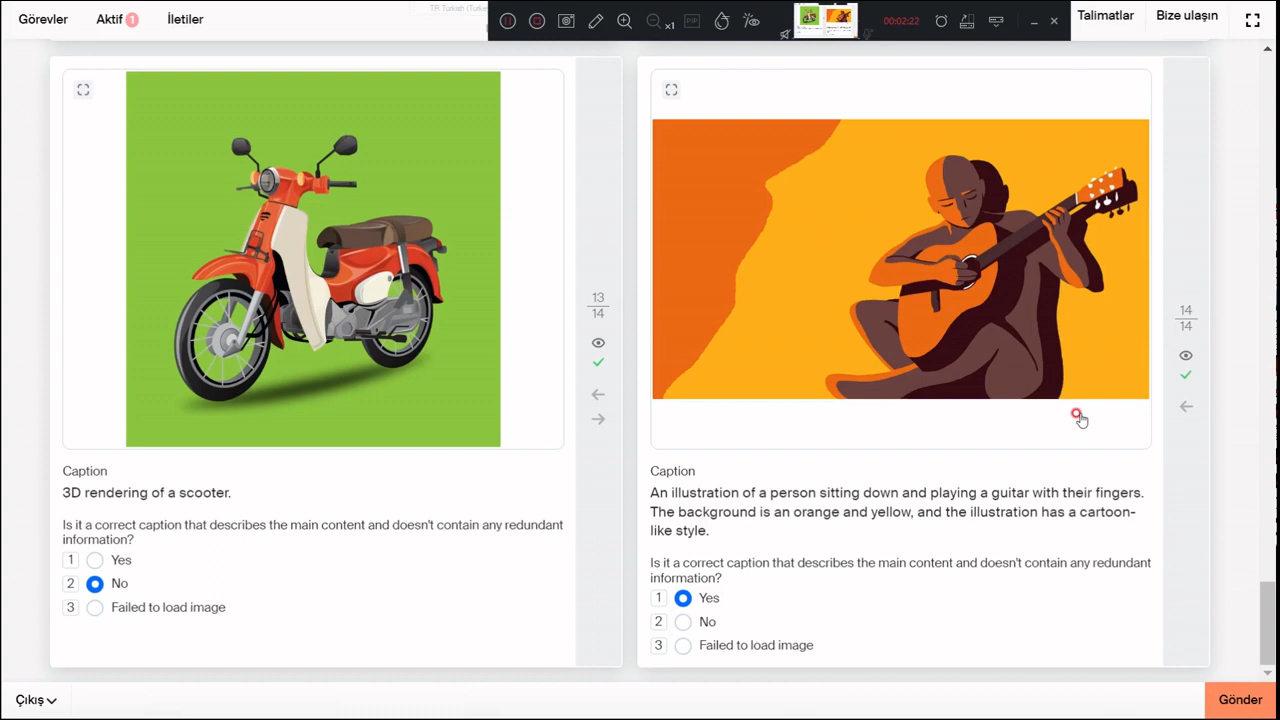 Görevler
Aktif 1
İletiler
TR Turkish (Turkey
x1
PIP
00:02:22
Talimatlar
Bize ulaşın
13
14
14
14
Caption
3D rendering of a scooter.
Is it a correct caption that describes the main content and doesn't contain any redundant
information?
1 Yes
2 No
3 Failed to load image
Caption
An illustration of a person sitting down and playing a guitar with their fingers.
The background is an orange and yellow, and the illustration has a cartoon-
like style.
Is it a correct caption that describes the main content and doesn't contain any redundant
information?
1 Yes
2 No
3 Failed to load image
Çıkış
Gönder